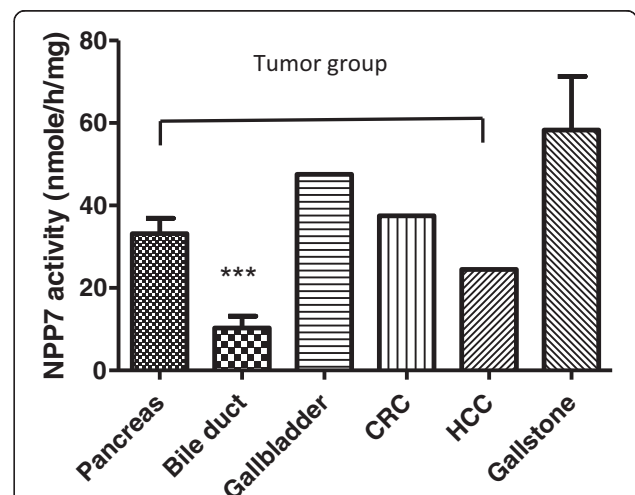 80
Tumor group
60
40
***
20
0
NPP7 activity (nmole/h/mg)
Pancreas
Bile duct
Gallbladder
CRC
HCC
Gallstone